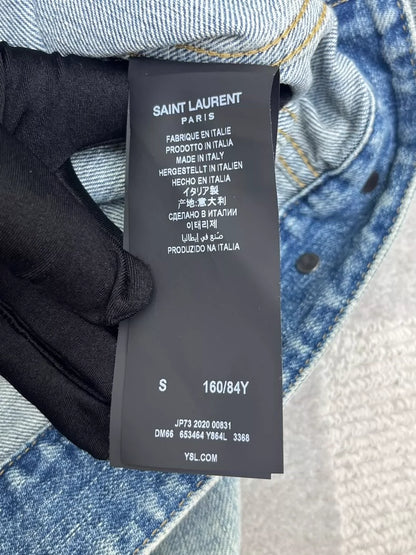 SAINT LAURENT
PARIS
FABRIQUE EN ITALIE
PRODOTTO IN ITALIA
MADE IN ITALY
HERGESTELLT IN ITALIEN
HECHO EN ITALIA
イタリア製
产地:意大利
СДЕЛАНО В ИТАЛИИ
이태리제
صنع في إيطاليا
PRODUZIDO NA ITALIA
S 160/84Y
JP73 2020 00831
DM66 653464 Y864L 3368
YSL.COM